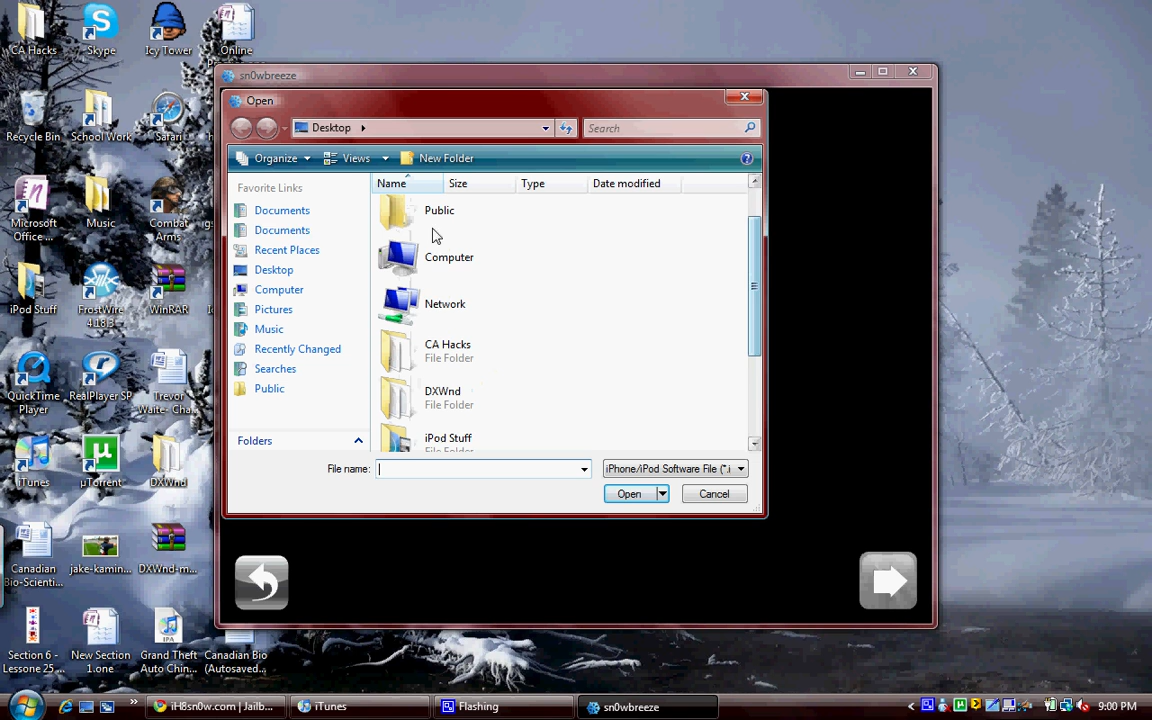 CA Hacks
Skype
Icy Tower
Online
Recycle Bin
School Work
Safari
Microsoft
Office ...
Music
Combat
Arms
iPod Stuff
FrostWire
4.18.3
WinRAR
QuickTime
Player
RealPlayer SP
Trevor
Waite- Cha...
iTunes
µTorrent
DXWnd
Canadian
Bio-Scienti...
jake-kamin...
DXWnd-m...
Section 6 -
Lessone 25 ...
New Section
1.one
IPA
Grand Theft
Auto Chin...
Canadian Bio
(Autosaved...
sn0wbreeze
Open
Desktop
Search
Organize
Views
New Folder
Favorite Links
Documents
Documents
Recent Places
Desktop
Computer
Pictures
Music
Recently Changed
Searches
Public
Folders
Name
Size
Type
Date modified
Public
Computer
Network
CA Hacks
File Folder
DXWnd
File Folder
iPod Stuff
File Folder
File name:
iPhone/iPod Software File (*.i
Open
Cancel
iH8sn0w.com | Jailb...
iTunes
Flashing
sn0wbreeze
9:00 PM